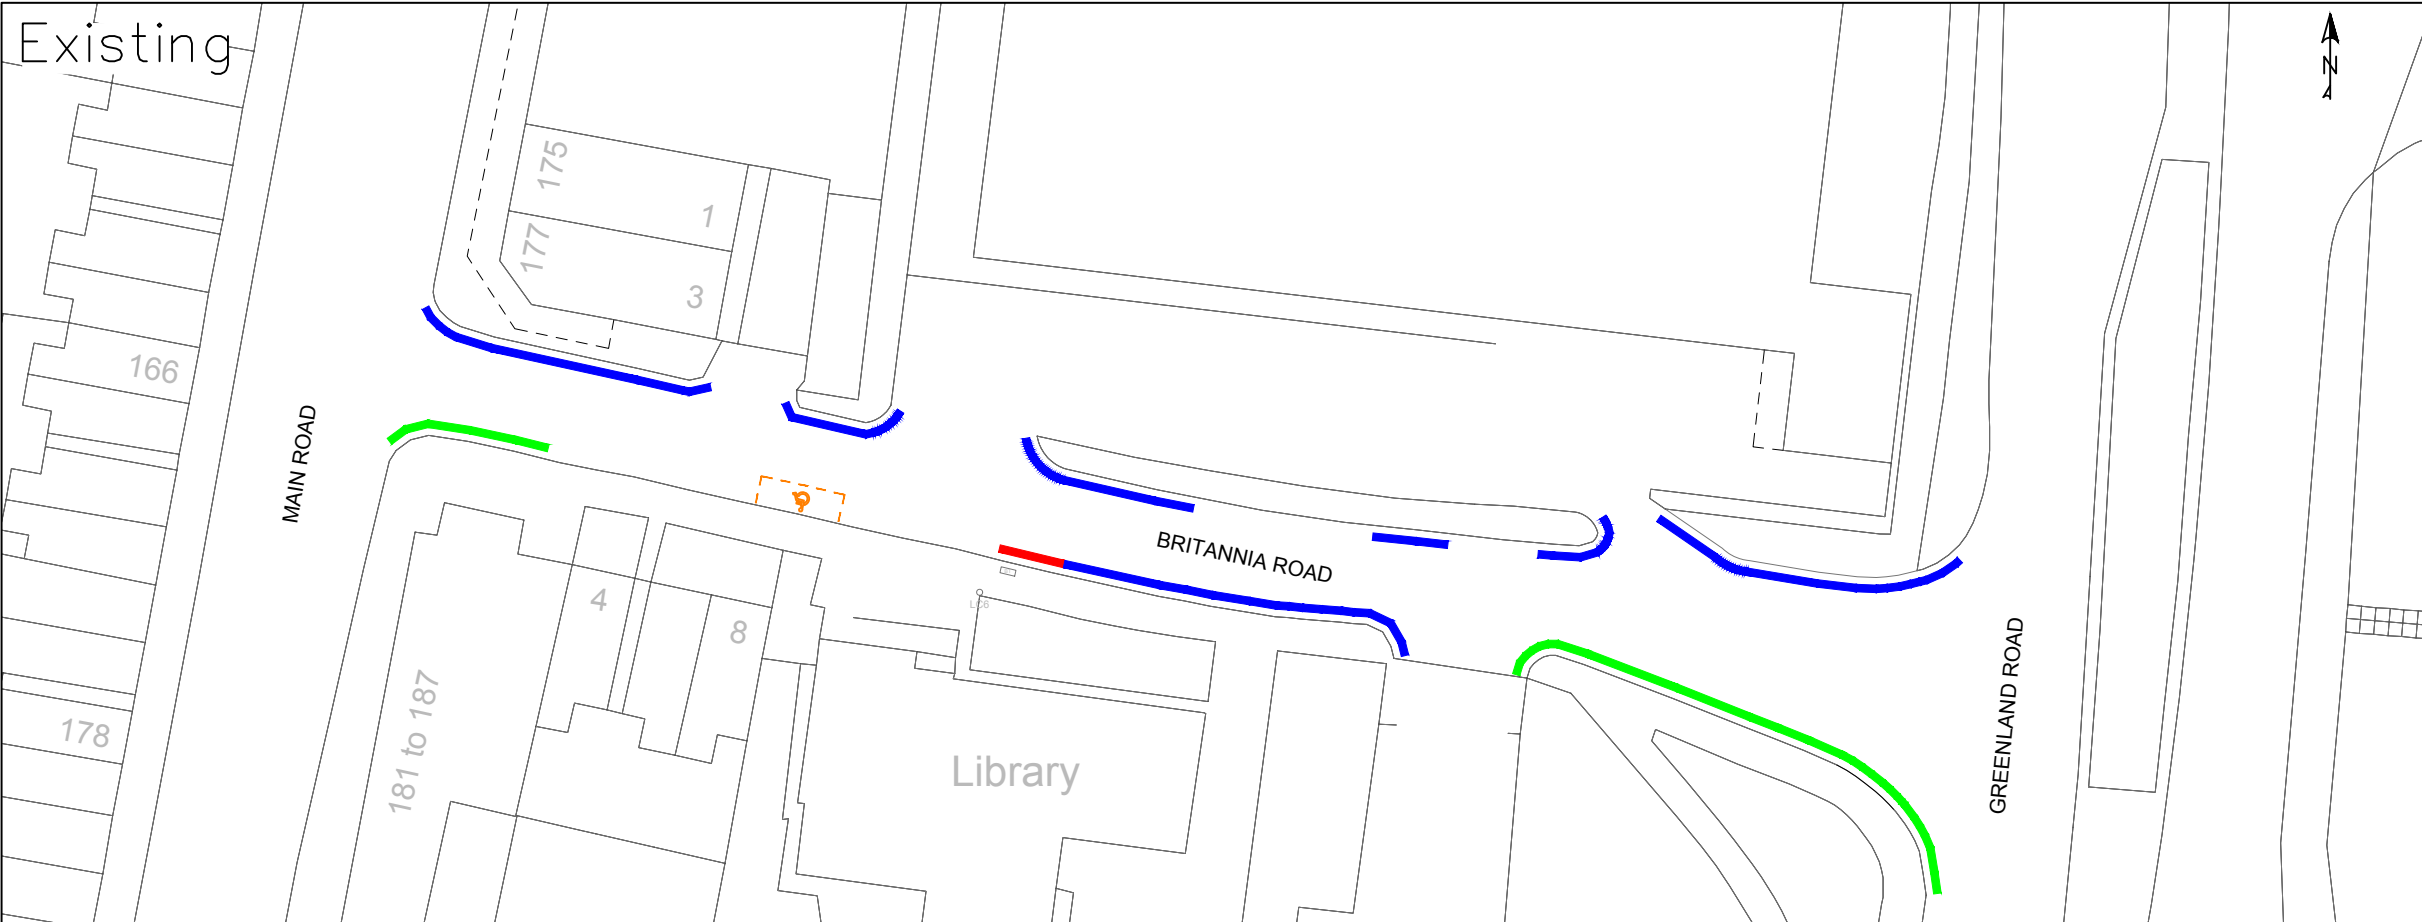 Existing
N
175
1
177
3
166
MAIN ROAD
BRITANNIA ROAD
4
LC6
8
GREENLAND ROAD
178
181 to 187
Library